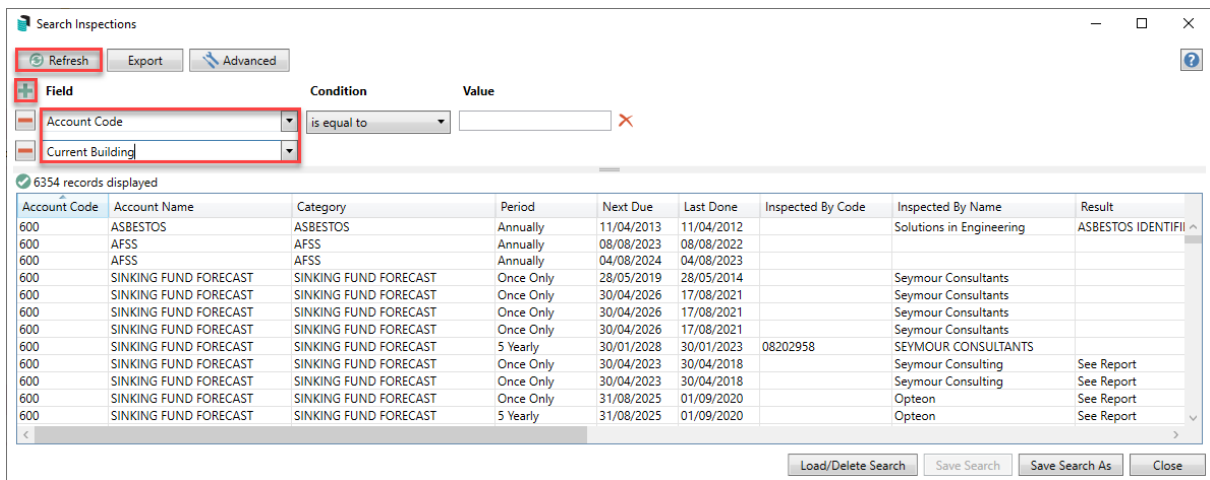 Search Inspections
Refresh Export Advanced
Field Condition Value
Account Code is equal to
Current Building
6354 records displayed
Account Code Account Name Category Period Next Due Last Done Inspected By Code Inspected By Name Result
600 ASBESTOS ASBESTOS Annually 11/04/2013 11/04/2012 Solutions in Engineering ASBESTOS IDENTIFII
600 AFSS AFSS Annually 08/08/2023 08/08/2022
600 AFSS AFSS Annually 04/08/2024 04/08/2023
600 SINKING FUND FORECAST SINKING FUND FORECAST Once Only 28/05/2019 28/05/2014 Seymour Consultants
600 SINKING FUND FORECAST SINKING FUND FORECAST Once Only 30/04/2026 17/08/2021 Seymour Consultants
600 SINKING FUND FORECAST SINKING FUND FORECAST Once Only 30/04/2026 17/08/2021 Seymour Consultants
600 SINKING FUND FORECAST SINKING FUND FORECAST Once Only 30/04/2026 17/08/2021 Seymour Consultants
600 SINKING FUND FORECAST SINKING FUND FORECAST 5 Yearly 30/01/2028 30/01/2023 08202958 SEYMOUR CONSULTANTS
600 SINKING FUND FORECAST SINKING FUND FORECAST Once Only 30/04/2023 30/04/2018 Seymour Consulting See Report
600 SINKING FUND FORECAST SINKING FUND FORECAST Once Only 30/04/2023 30/04/2018 Seymour Consulting See Report
600 SINKING FUND FORECAST SINKING FUND FORECAST Once Only 31/08/2025 01/09/2020 Opteon See Report
600 SINKING FUND FORECAST SINKING FUND FORECAST 5 Yearly 31/08/2025 01/09/2020 Opteon See Report
Load/Delete Search Save Search Save Search As Close